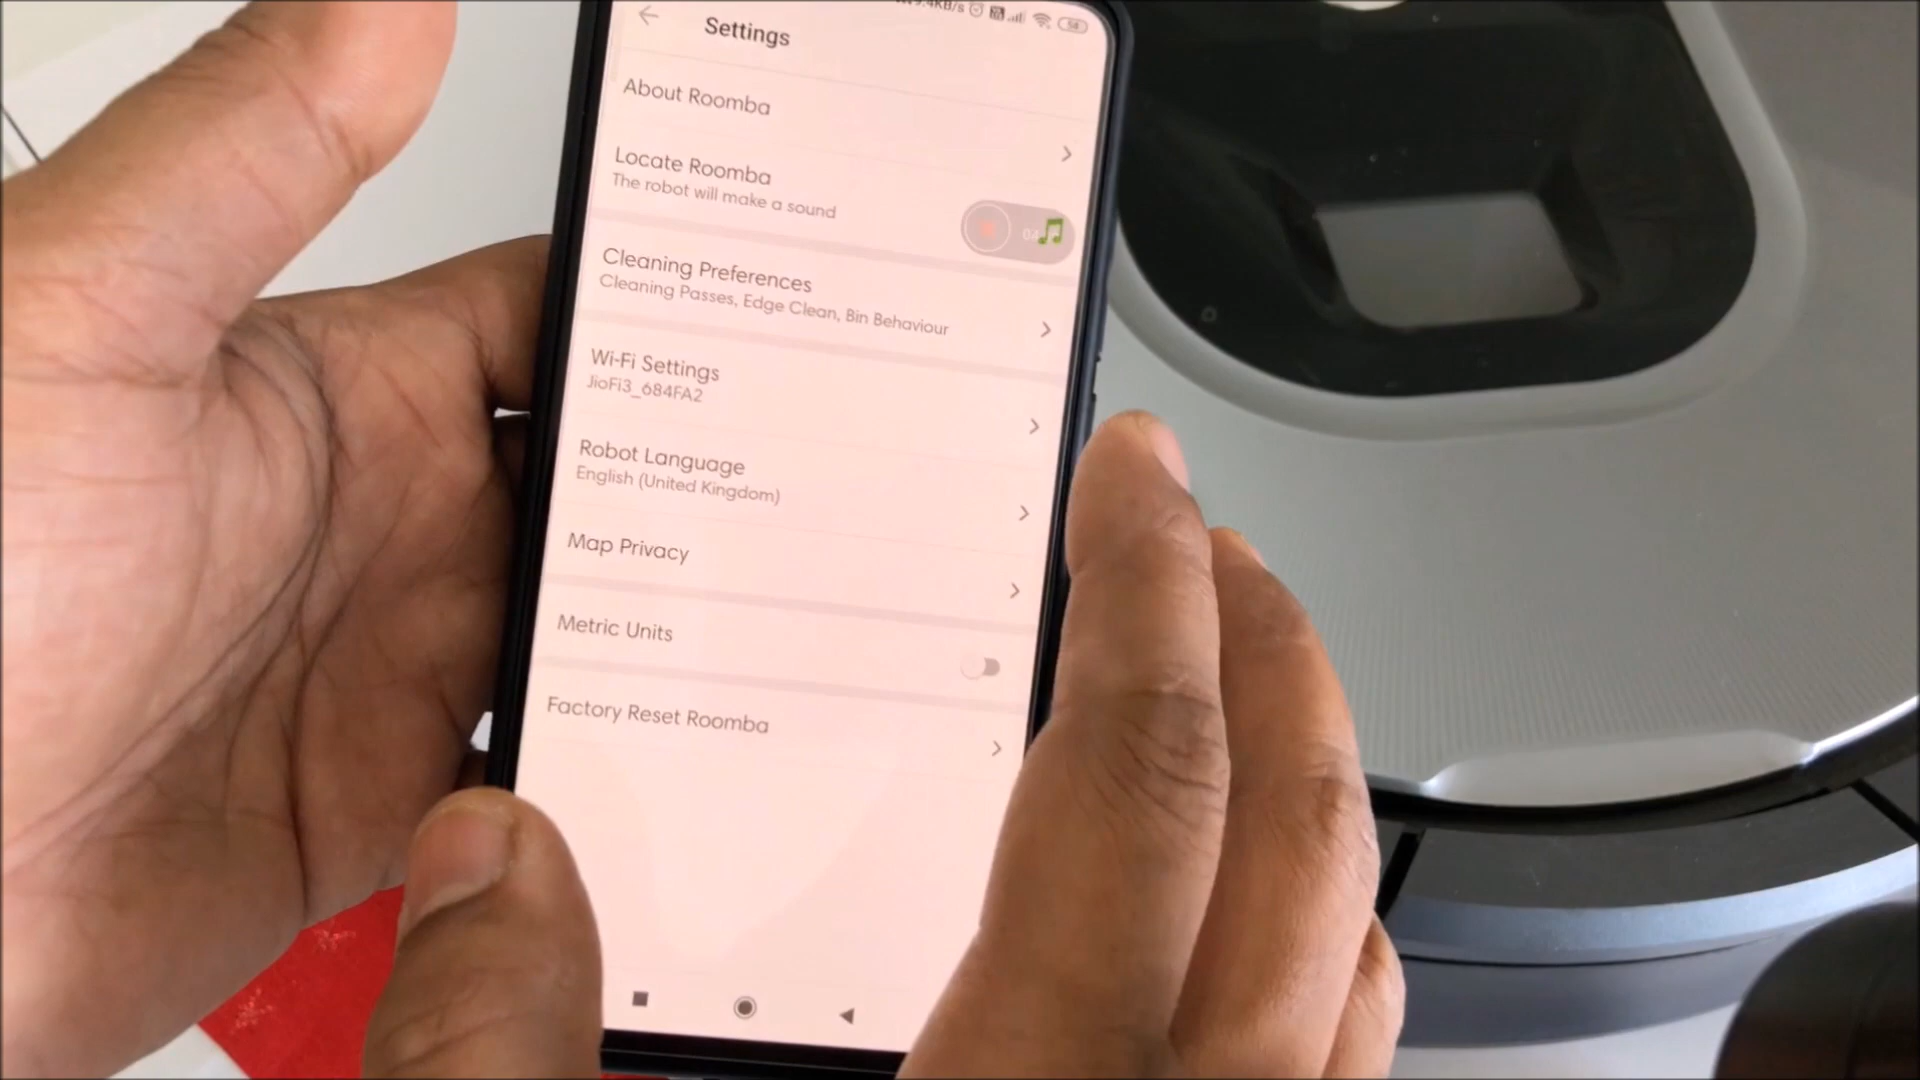 Settings
About Roomba
Locate Roomba
The robot will make a sound
Cleaning Preferences
Cleaning Passes, Edge Clean, Bin Behaviour
Wi-Fi Settings
JioFi3_684FA2
Robot Language
English (United Kingdom)
Map Privacy
Metric Units
Factory Reset Roomba